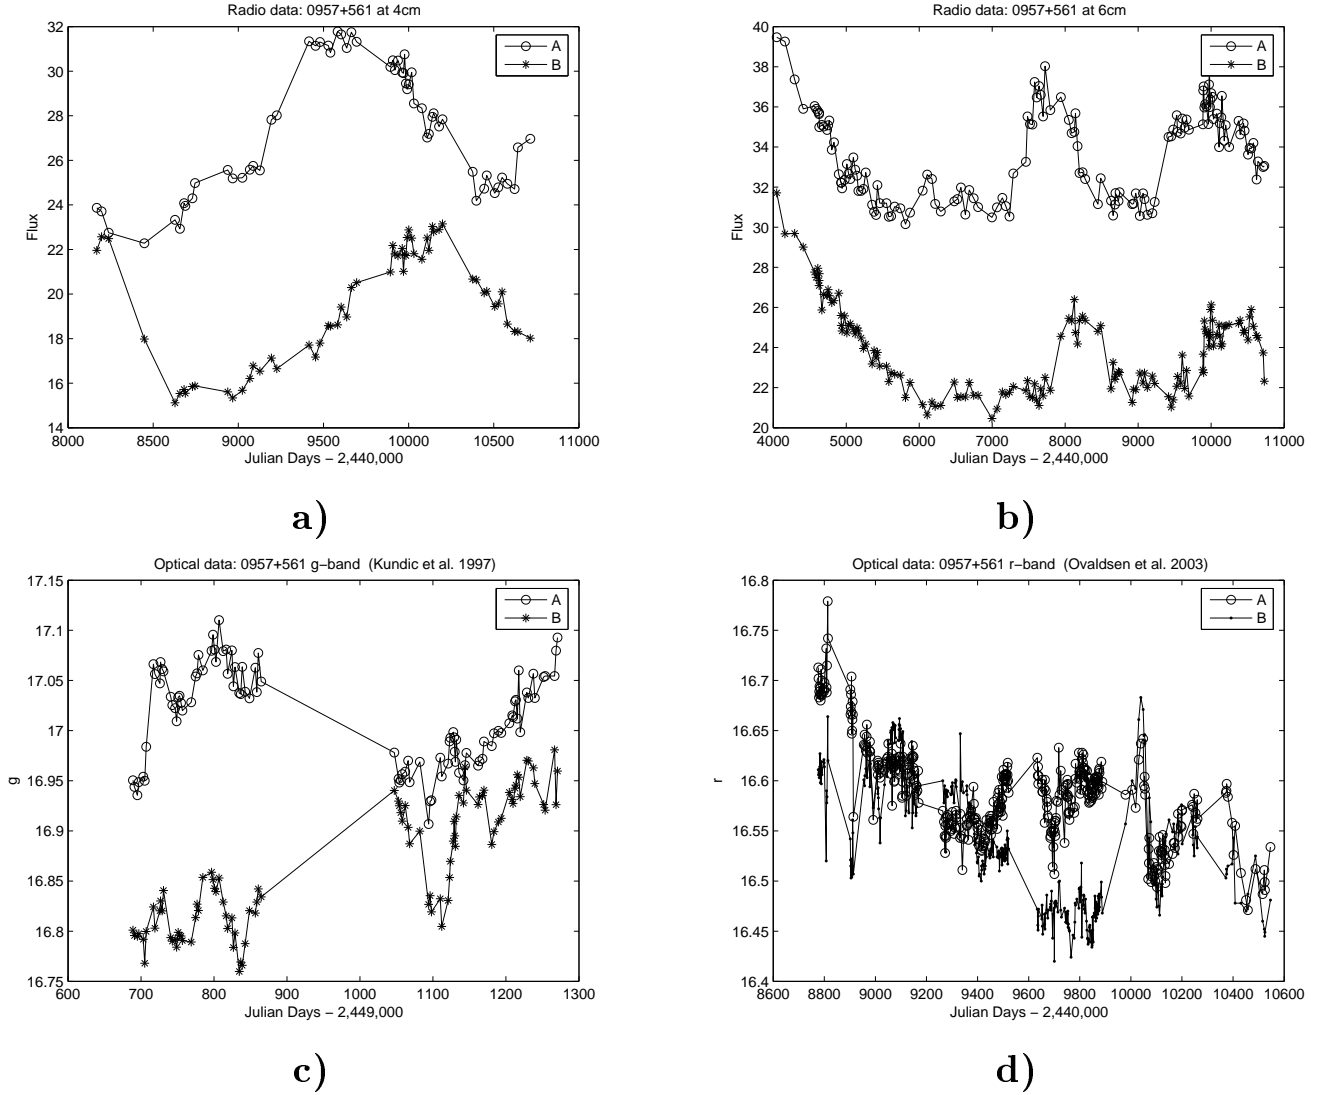 Radio data: 0957+561 at 4cm
32
30
28
26
24
22
20
18
16
14
Flux
A
B
8000 8500 9000 9500 10000 10500 11000
Julian Days − 2,440,000
a)
Radio data: 0957+561 at 6cm
40
38
36
34
32
30
28
26
24
22
20
Flux
A
B
4000 5000 6000 7000 8000 9000 10000 11000
Julian Days − 2,440,000
b)
Optical data: 0957+561 g−band (Kundic et al. 1997)
17.15
17.1
17.05
17
16.95
16.9
16.85
16.8
16.75
g
A
B
600 700 800 900 1000 1100 1200 1300
Julian Days − 2,449,000
c)
Optical data: 0957+561 r−band (Ovaldsen et al. 2003)
16.8
16.75
16.7
16.65
16.6
16.55
16.5
16.45
16.4
r
A
B
8600 8800 9000 9200 9400 9600 9800 10000 10200 10400 10600
Julian Days − 2,440,000
d)